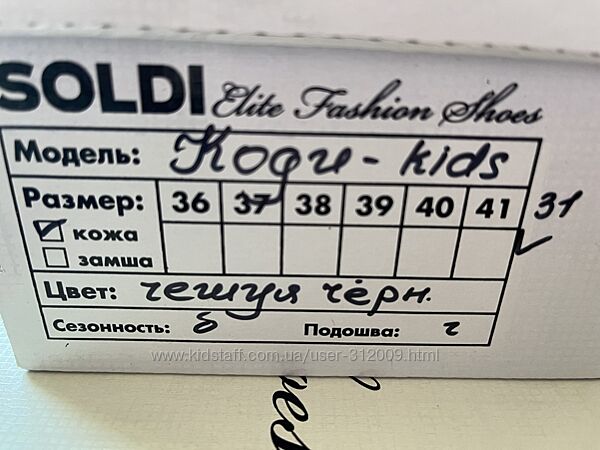 SOLDI Elite Fashion Shoes
Модель: Коди - kids
Размер: 36 37 38 39 40 41 31
кожа
замша
Цвет: чешуя чёрн.
Сезонность: б Подошва: г
www.kidstaff.com.ua/user-312009.html